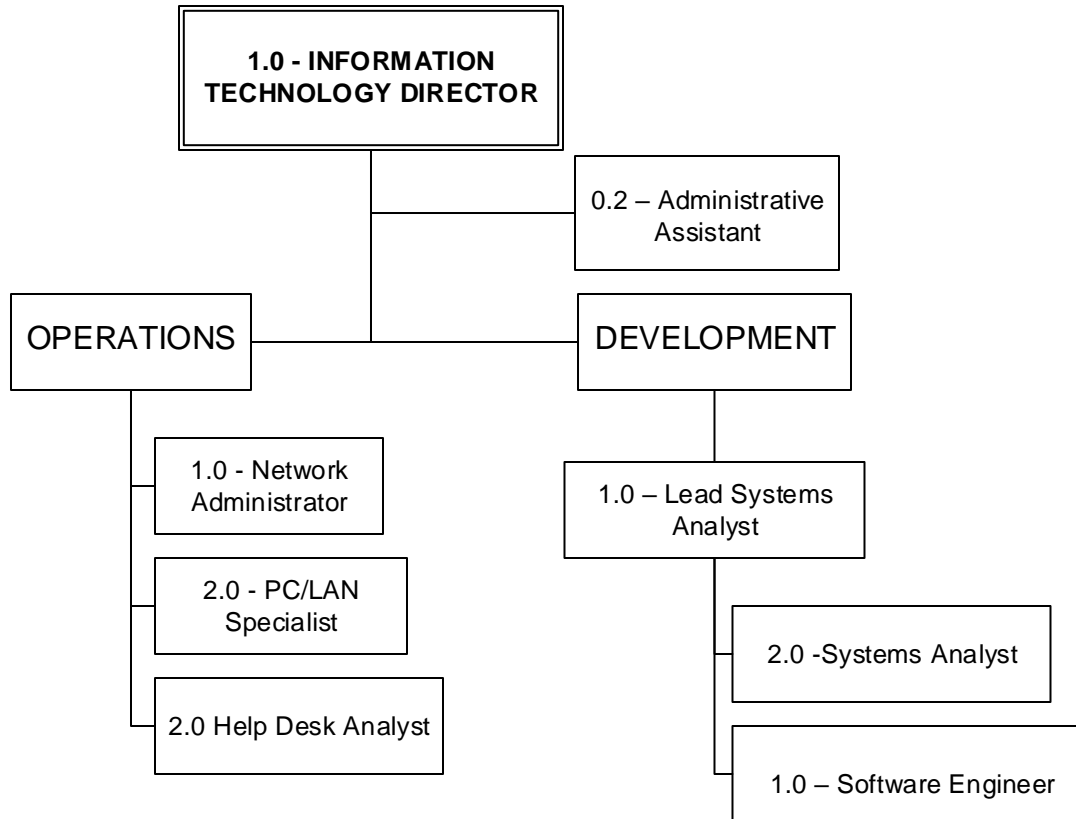 1.0 - INFORMATION
TECHNOLOGY DIRECTOR
0.2 – Administrative
Assistant
OPERATIONS
DEVELOPMENT
1.0 - Network
Administrator
2.0 - PC/LAN
Specialist
2.0 Help Desk Analyst
1.0 – Lead Systems
Analyst
2.0 -Systems Analyst
1.0 – Software Engineer